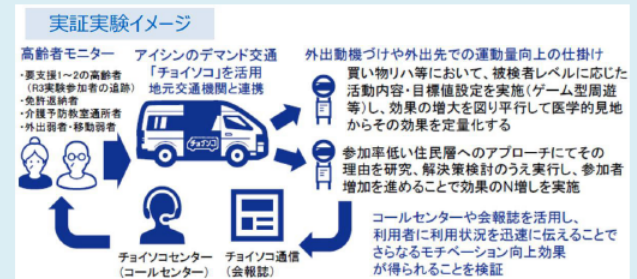 実証実験イメージ
高齢者モニター
・要支援1~2の高齢者
(R3実験参加者の追跡)
・免許返納者
・介護予防教室通所者
・外出弱者・移動弱者
アイシンのデマンド交通
「チョイソコ」を活用
地元交通機関と連携
チョイソコ
外出動機づけや外出先での運動量向上の仕掛け
買い物リハ等において、被検者レベルに応じた
活動内容・目標値設定を実施(ゲーム型周遊
等)し、効果の増大を図り平行して医学的見地
からその効果を定量化する
参加率低い住民層へのアプローチにてその
理由を研究、解決策検討のうえ実行し、参加者
増加を進めることで効果のN増しを実施
チョイソコセンター
(コールセンター)
チョイソコ通信
(会報誌)
コールセンターや会報誌を活用し、
利用者に利用状況を迅速に伝えることで
さらなるモチベーション向上効果
が得られることを検証